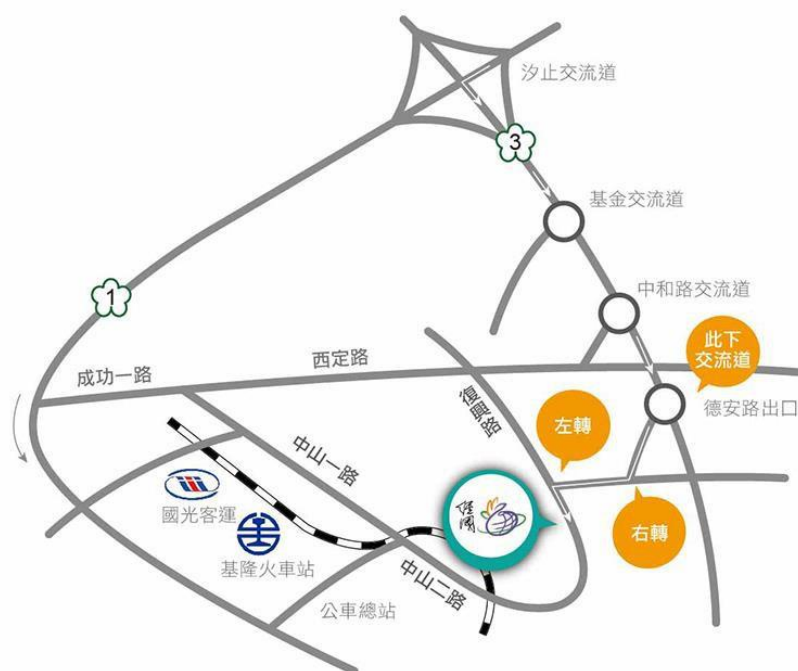 汐止交流道
3
基金交流道
1
中和路交流道
此下
交流道
西定路
成功一路
復興路
德安路出口
左轉
中山一路
經國
國光客運
右轉
基隆火車站
中山二路
公車總站